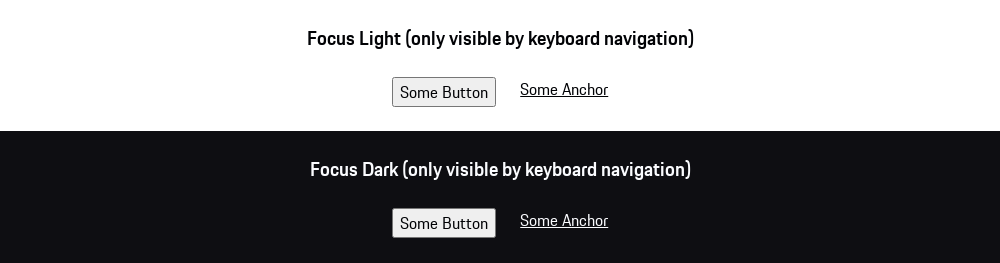 Focus Light (only visible by keyboard navigation)
Some Button Some Anchor
Focus Dark (only visible by keyboard navigation)
Some Button Some Anchor